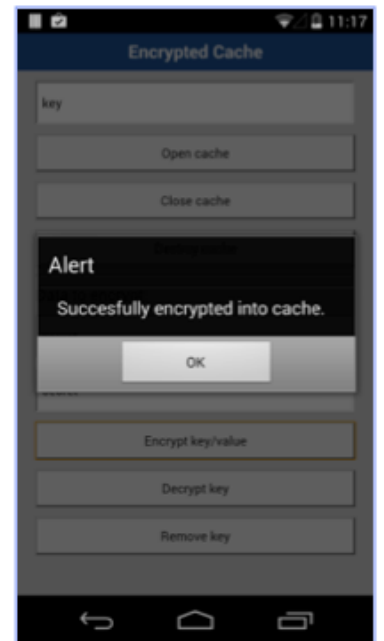 11:17
Encrypted Cache
key
Open cache
Close cache
Alert
Succesfully encrypted into cache.
OK
Encrypt key/value
Decrypt key
Remove key